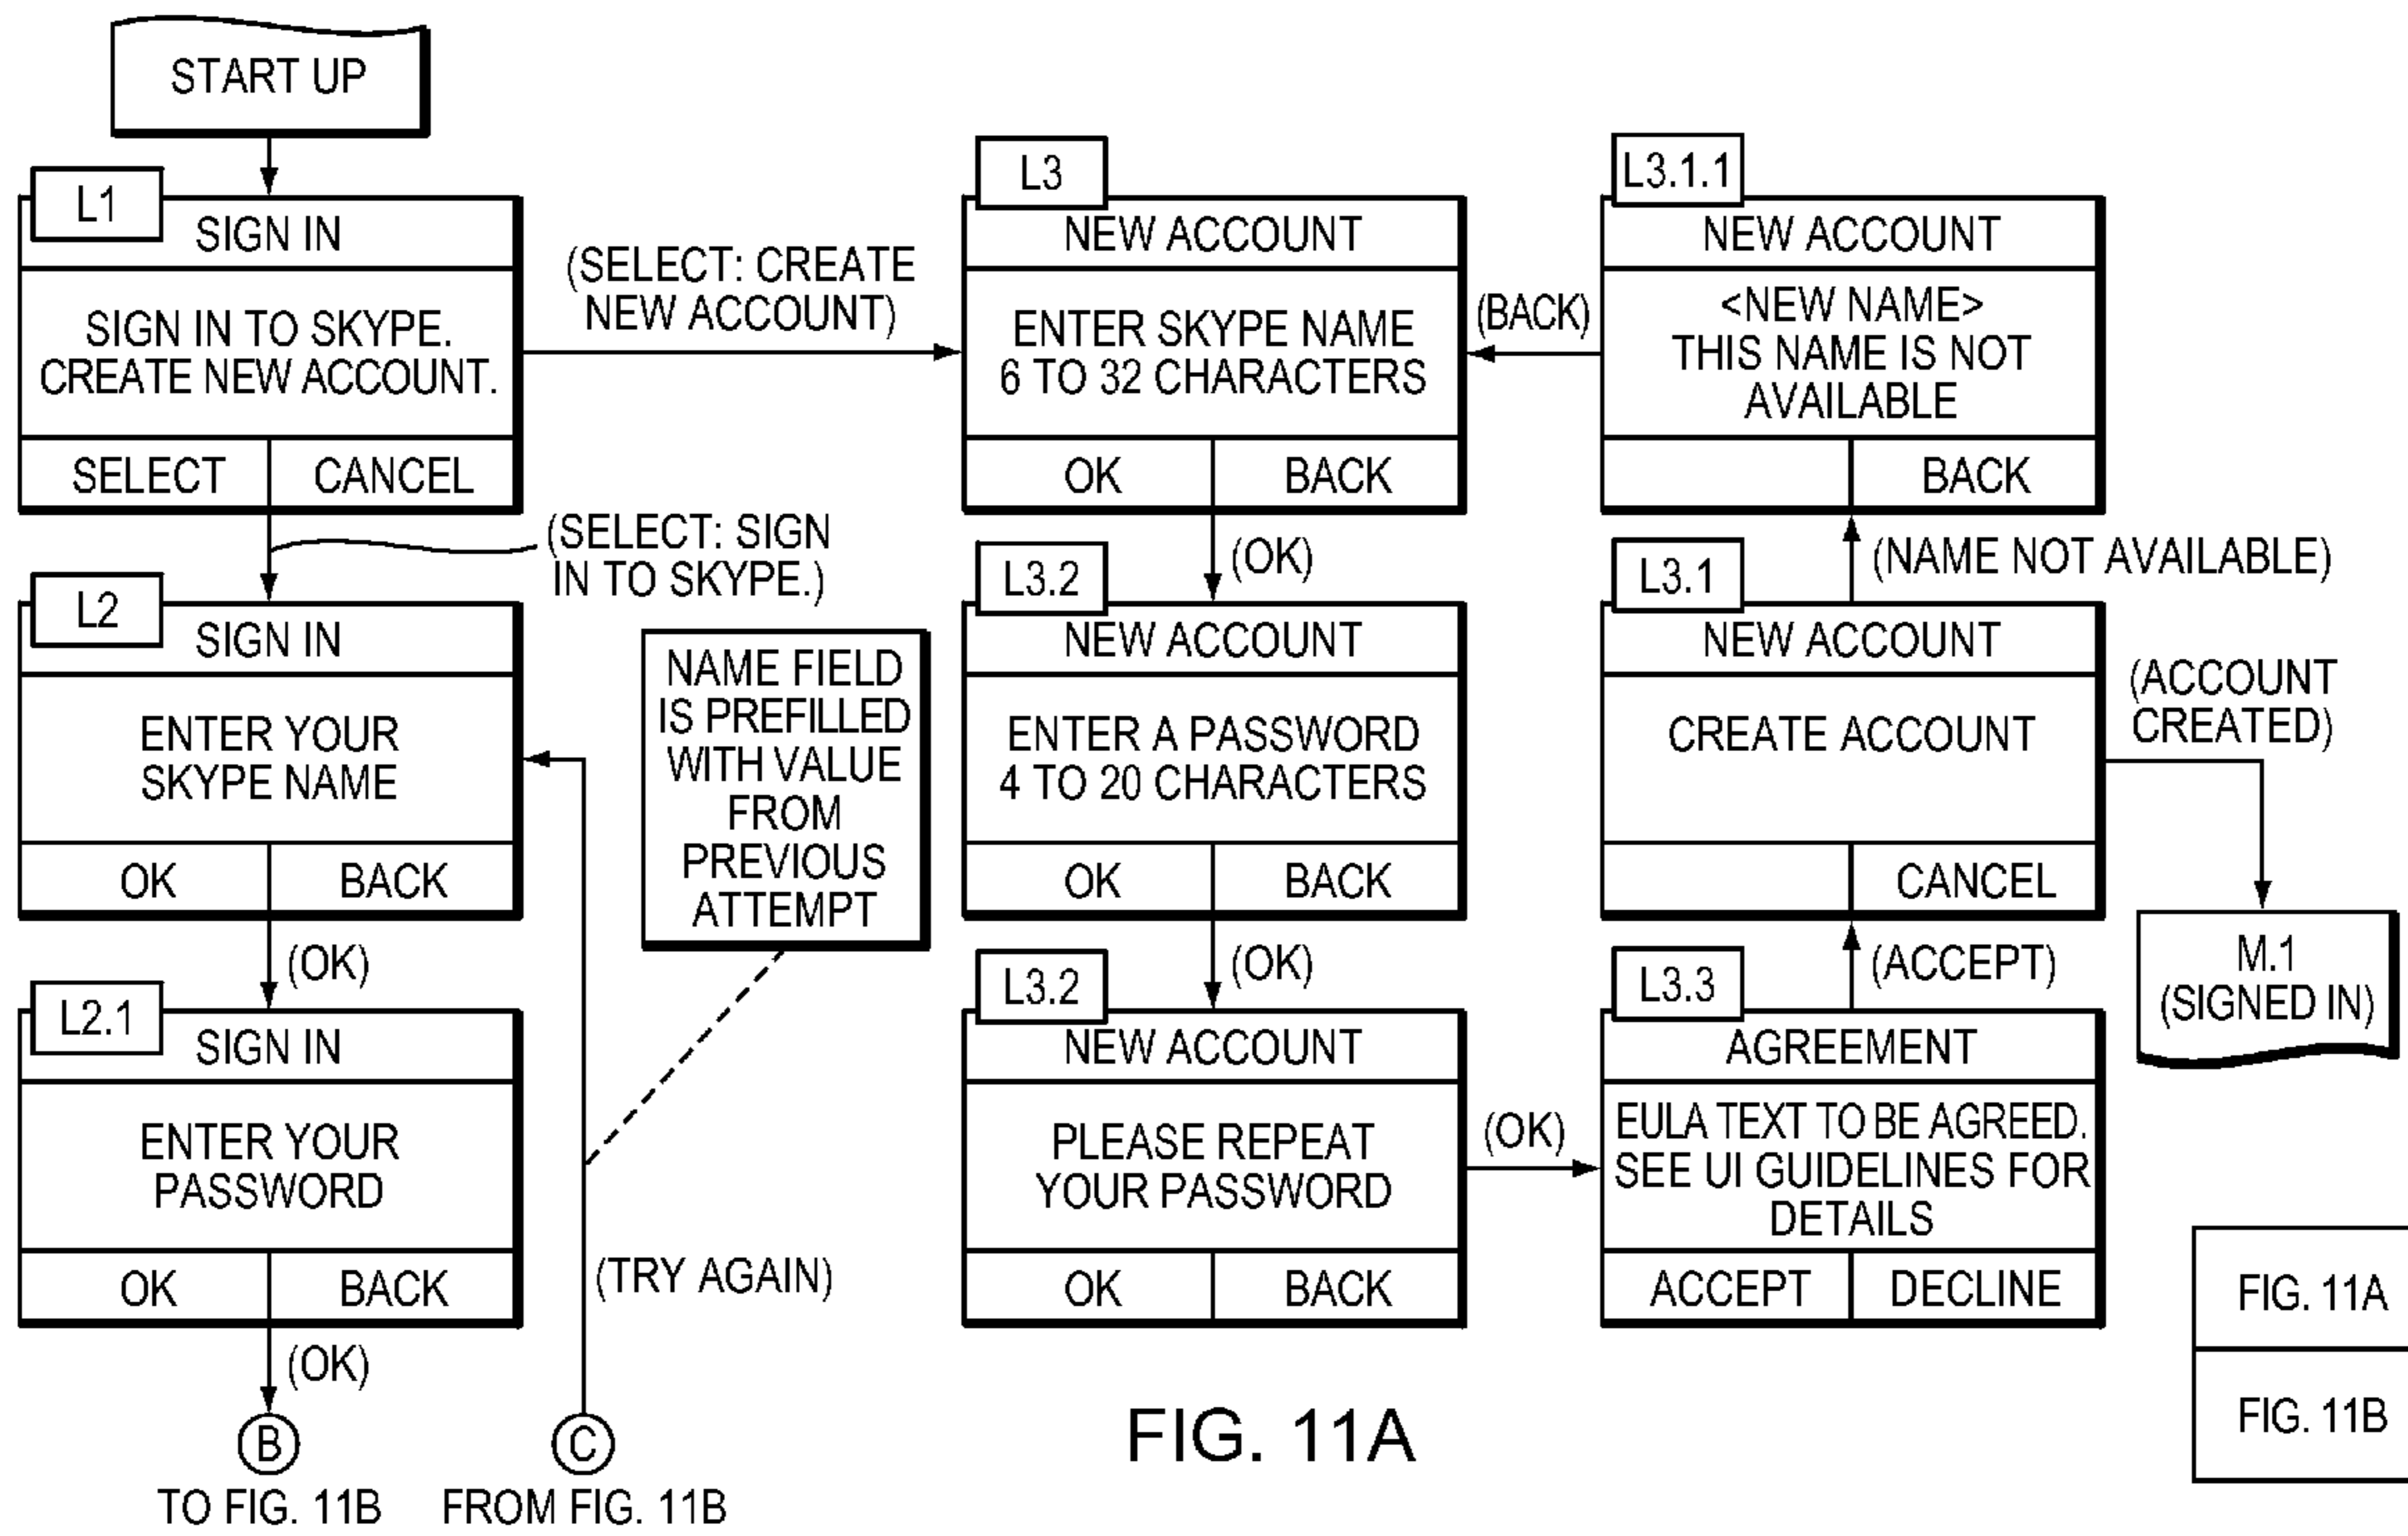 START UP
L1
SIGN IN
SIGN IN TO SKYPE.
CREATE NEW ACCOUNT.
SELECT
CANCEL
(SELECT: CREATE
NEW ACCOUNT)
(SELECT: SIGN
IN TO SKYPE.)
L2
SIGN IN
ENTER YOUR
SKYPE NAME
OK
BACK
(OK)
L2.1
SIGN IN
ENTER YOUR
PASSWORD
OK
BACK
(OK)
B
TO FIG. 11B
C
FROM FIG. 11B
(TRY AGAIN)
NAME FIELD
IS PREFILLED
WITH VALUE
FROM
PREVIOUS
ATTEMPT
L3
NEW ACCOUNT
ENTER SKYPE NAME
6 TO 32 CHARACTERS
OK
BACK
(OK)
L3.2
NEW ACCOUNT
ENTER A PASSWORD
4 TO 20 CHARACTERS
OK
BACK
(OK)
L3.2
NEW ACCOUNT
PLEASE REPEAT
YOUR PASSWORD
OK
BACK
(OK)
L3.1.1
NEW ACCOUNT
<NEW NAME>
THIS NAME IS NOT
AVAILABLE
BACK
(BACK)
(NAME NOT AVAILABLE)
L3.1
NEW ACCOUNT
CREATE ACCOUNT
CANCEL
(ACCOUNT
CREATED)
M.1
(SIGNED IN)
(ACCEPT)
L3.3
AGREEMENT
EULA TEXT TO BE AGREED.
SEE UI GUIDELINES FOR
DETAILS
ACCEPT
DECLINE
FIG. 11A
FIG. 11A
FIG. 11B